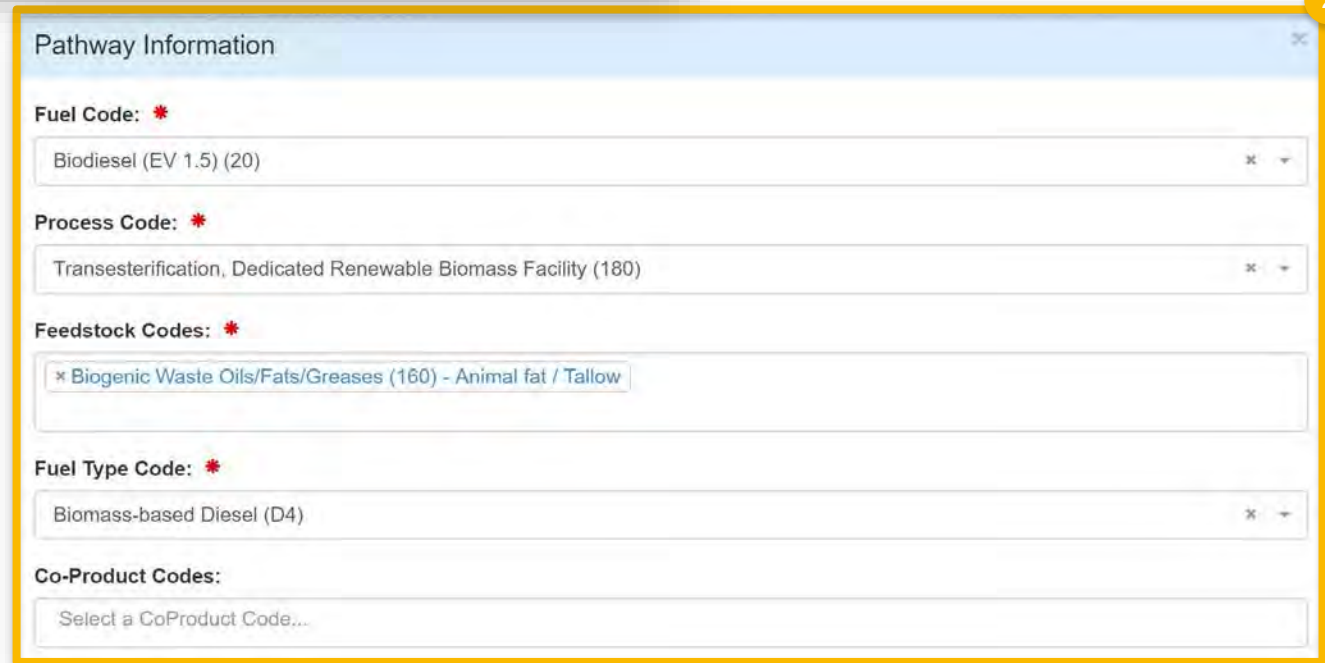 Pathway Information
Fuel Code: *
Biodiesel (EV 1.5) (20)
Process Code: *
Transesterification, Dedicated Renewable Biomass Facility (180)
Feedstock Codes: *
× Biogenic Waste Oils/Fats/Greases (160) - Animal fat / Tallow
Fuel Type Code: *
Biomass-based Diesel (D4)
Co-Product Codes:
Select a CoProduct Code...